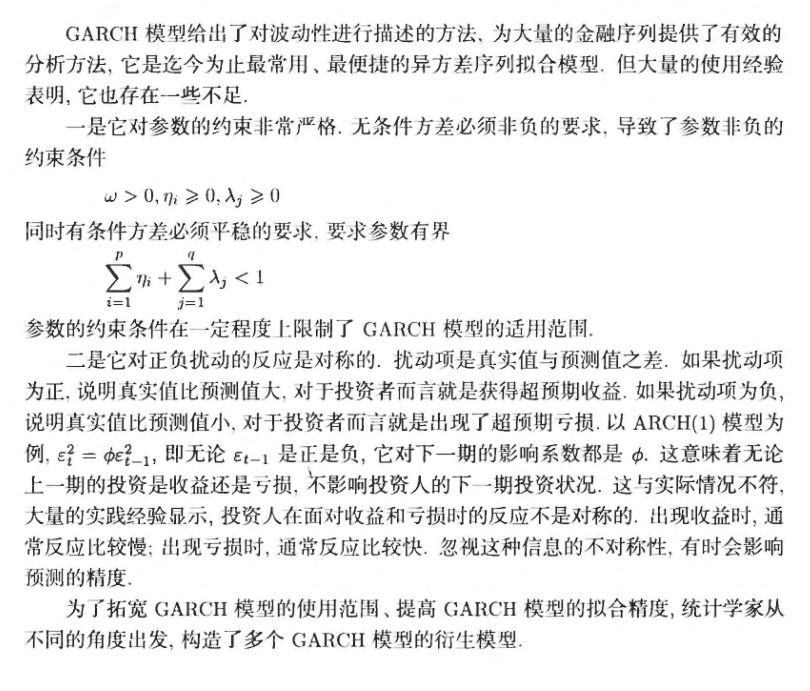 GARCH 模型给出了对波动性进行描述的方法, 为大量的金融序列提供了有效的
分析方法, 它是迄今为止最常用、最便捷的异方差序列拟合模型. 但大量的使用经验
表明, 它也存在一些不足.
一是它对参数的约束非常严格. 无条件方差必须非负的要求, 导致了参数非负的
约束条件
ω > 0, η_i ⩾ 0, λ_j ⩾ 0
同时有条件方差必须平稳的要求, 要求参数有界
\sum_{i=1}^{p} η_i + \sum_{j=1}^{q} λ_j < 1
参数的约束条件在一定程度上限制了 GARCH 模型的适用范围.
二是它对正负扰动的反应是对称的. 扰动项是真实值与预测值之差. 如果扰动项
为正, 说明真实值比预测值大, 对于投资者而言就是获得超预期收益. 如果扰动项为负,
说明真实值比预测值小, 对于投资者而言就是出现了超预期亏损. 以 ARCH(1) 模型为
例, ε_t^2 = ϕε_{t-1}^2, 即无论 ε_{t-1} 是正是负, 它对下一期的影响系数都是 ϕ. 这意味着无论
上一期的投资是收益还是亏损, 不影响投资人的下一期投资状况. 这与实际情况不符,
大量的实践经验显示, 投资人在面对收益和亏损时的反应不是对称的. 出现收益时, 通
常反应比较慢; 出现亏损时, 通常反应比较快. 忽视这种信息的不对称性, 有时会影响
预测的精度.
为了拓宽 GARCH 模型的使用范围、提高 GARCH 模型的拟合精度, 统计学家从
不同的角度出发, 构造了多个 GARCH 模型的衍生模型.